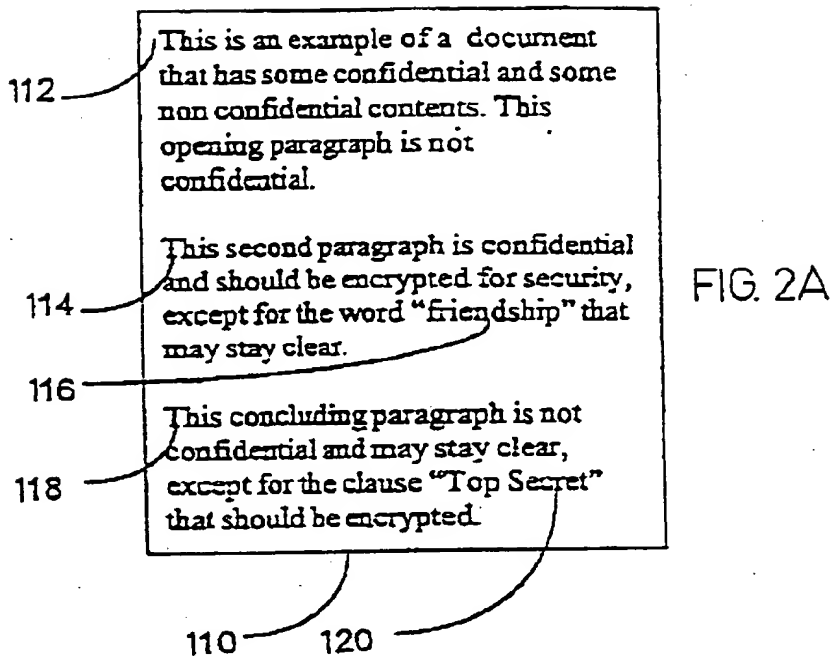 This is an example of a document
112
that has some confidential and some
non confidential contents. This
opening paragraph is not
confidential.
This second paragraph is confidential
and should be encrypted for security,
FIG. 2A
114
except for the word "friendship" that
may stay clear.
116
This concluding paragraph is not
confidential and may stay clear,
118
except for the clause "Top Secret"
that should be encrypted.
110
120